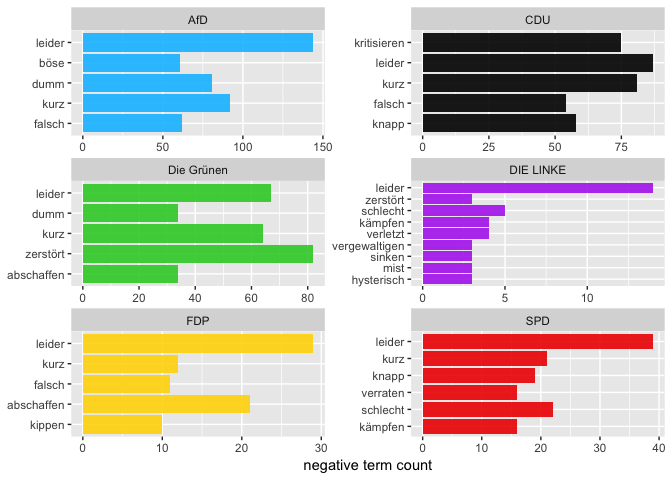 AfD
leider
böse
dumm
kurz
falsch
0 50 100 150
CDU
kritisieren
leider
kurz
falsch
knapp
0 25 50 75
Die Grünen
leider
dumm
kurz
zerstört
abschaffen
0 20 40 60 80
DIE LINKE
leider
zerstört
schlecht
kämpfen
verletzt
vergewaltigen
sinken
mist
hysterisch
0 5 10
FDP
leider
kurz
falsch
abschaffen
kippen
0 10 20 30
SPD
leider
kurz
knapp
verraten
schlecht
kämpfen
0 10 20 30 40
negative term count